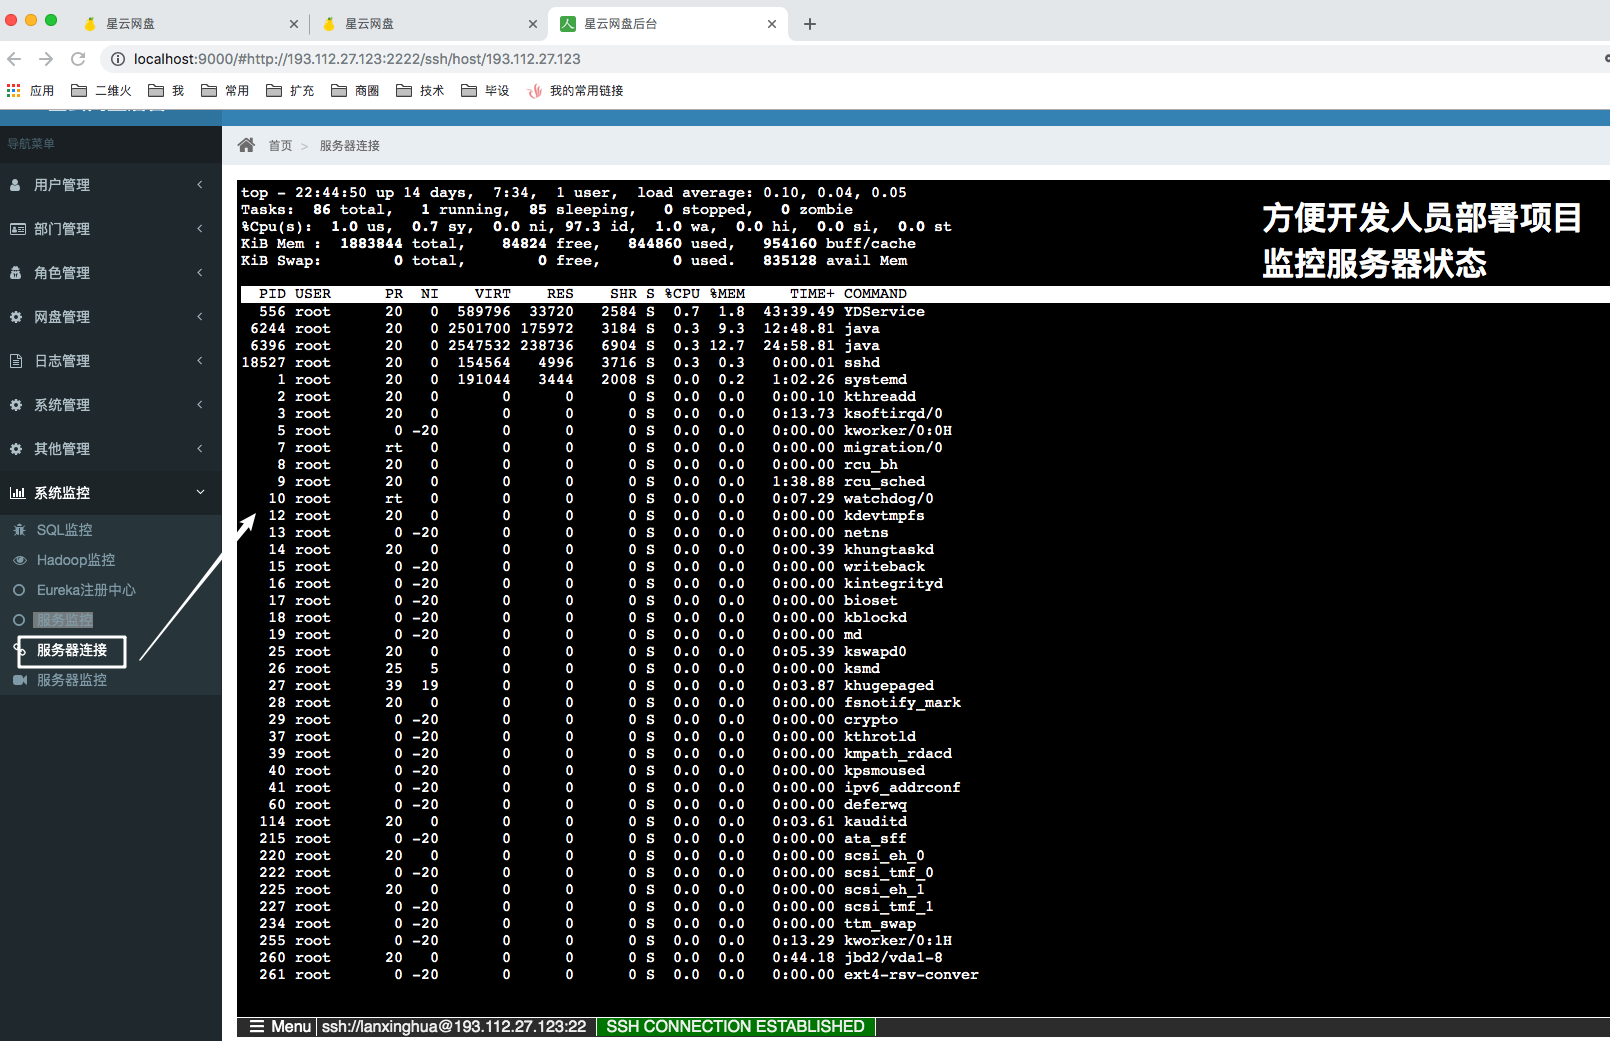 星云网盘
星云网盘
星云网盘后台
localhost:9000/#http://193.112.27.123:2222/ssh/host/193.112.27.123
应用 二维火 我 常用 扩充 商圈 技术 毕设 我的常用链接
导航菜单
用户管理
部门管理
角色管理
网盘管理
日志管理
系统管理
其他管理
系统监控
SQL监控
Hadoop监控
Eureka注册中心
服务监控
服务器连接
服务器监控
首页 > 服务器连接
top - 22:44:50 up 14 days,  7:34,  1 user,  load average: 0.10, 0.04, 0.05
Tasks:  86 total,   1 running,  85 sleeping,   0 stopped,   0 zombie
%Cpu(s):  1.0 us,  0.7 sy,  0.0 ni, 97.3 id,  1.0 wa,  0.0 hi,  0.0 si,  0.0 st
KiB Mem :  1883844 total,    84824 free,   844860 used,   954160 buff/cache
KiB Swap:        0 total,        0 free,        0 used.   835128 avail Mem
方便开发人员部署项目
监控服务器状态
PID USER PR NI VIRT RES SHR S %CPU %MEM TIME+ COMMAND
556 root 20 0 589796 33720 2584 S 0.7 1.8 43:39.49 YDService
6244 root 20 0 2501700 175972 3184 S 0.3 9.3 12:48.81 java
6396 root 20 0 2547532 238736 6904 S 0.3 12.7 24:58.81 java
18527 root 20 0 154564 4996 3716 S 0.3 0.3 0:00.01 sshd
1 root 20 0 191044 3444 2008 S 0.0 0.2 1:02.26 systemd
2 root 20 0 0 0 0 S 0.0 0.0 0:00.10 kthreadd
3 root 20 0 0 0 0 S 0.0 0.0 0:13.73 ksoftirqd/0
5 root 0 -20 0 0 0 S 0.0 0.0 0:00.00 kworker/0:0H
7 root rt 0 0 0 0 S 0.0 0.0 0:00.00 migration/0
8 root 20 0 0 0 0 S 0.0 0.0 0:00.00 rcu_bh
9 root 20 0 0 0 0 S 0.0 0.0 1:38.88 rcu_sched
10 root rt 0 0 0 0 S 0.0 0.0 0:07.29 watchdog/0
12 root 20 0 0 0 0 S 0.0 0.0 0:00.00 kdevtmpfs
13 root 0 -20 0 0 0 S 0.0 0.0 0:00.00 netns
14 root 20 0 0 0 0 S 0.0 0.0 0:00.39 khungtaskd
15 root 0 -20 0 0 0 S 0.0 0.0 0:00.00 writeback
16 root 0 -20 0 0 0 S 0.0 0.0 0:00.00 kintegrityd
17 root 0 -20 0 0 0 S 0.0 0.0 0:00.00 bioset
18 root 0 -20 0 0 0 S 0.0 0.0 0:00.00 kblockd
19 root 0 -20 0 0 0 S 0.0 0.0 0:00.00 md
25 root 20 0 0 0 0 S 0.0 0.0 0:05.39 kswapd0
26 root 25 5 0 0 0 S 0.0 0.0 0:00.00 ksmd
27 root 39 19 0 0 0 S 0.0 0.0 0:03.87 khugepaged
28 root 20 0 0 0 0 S 0.0 0.0 0:00.00 fsnotify_mark
29 root 0 -20 0 0 0 S 0.0 0.0 0:00.00 crypto
37 root 0 -20 0 0 0 S 0.0 0.0 0:00.00 kthrotld
39 root 0 -20 0 0 0 S 0.0 0.0 0:00.00 kmpath_rdacd
40 root 0 -20 0 0 0 S 0.0 0.0 0:00.00 kpsmoused
41 root 0 -20 0 0 0 S 0.0 0.0 0:00.00 ipv6_addrconf
60 root 0 -20 0 0 0 S 0.0 0.0 0:00.00 deferwq
114 root 20 0 0 0 0 S 0.0 0.0 0:03.61 kauditd
215 root 0 -20 0 0 0 S 0.0 0.0 0:00.00 ata_sff
220 root 20 0 0 0 0 S 0.0 0.0 0:00.00 scsi_eh_0
222 root 0 -20 0 0 0 S 0.0 0.0 0:00.00 scsi_tmf_0
225 root 20 0 0 0 0 S 0.0 0.0 0:00.00 scsi_eh_1
227 root 0 -20 0 0 0 S 0.0 0.0 0:00.00 scsi_tmf_1
234 root 0 -20 0 0 0 S 0.0 0.0 0:00.00 ttm_swap
255 root 0 -20 0 0 0 S 0.0 0.0 0:13.29 kworker/0:1H
260 root 20 0 0 0 0 S 0.0 0.0 0:44.18 jbd2/vda1-8
261 root 0 -20 0 0 0 S 0.0 0.0 0:00.00 ext4-rsv-conver
Menu ssh://lanxinghua@193.112.27.123:22 SSH CONNECTION ESTABLISHED